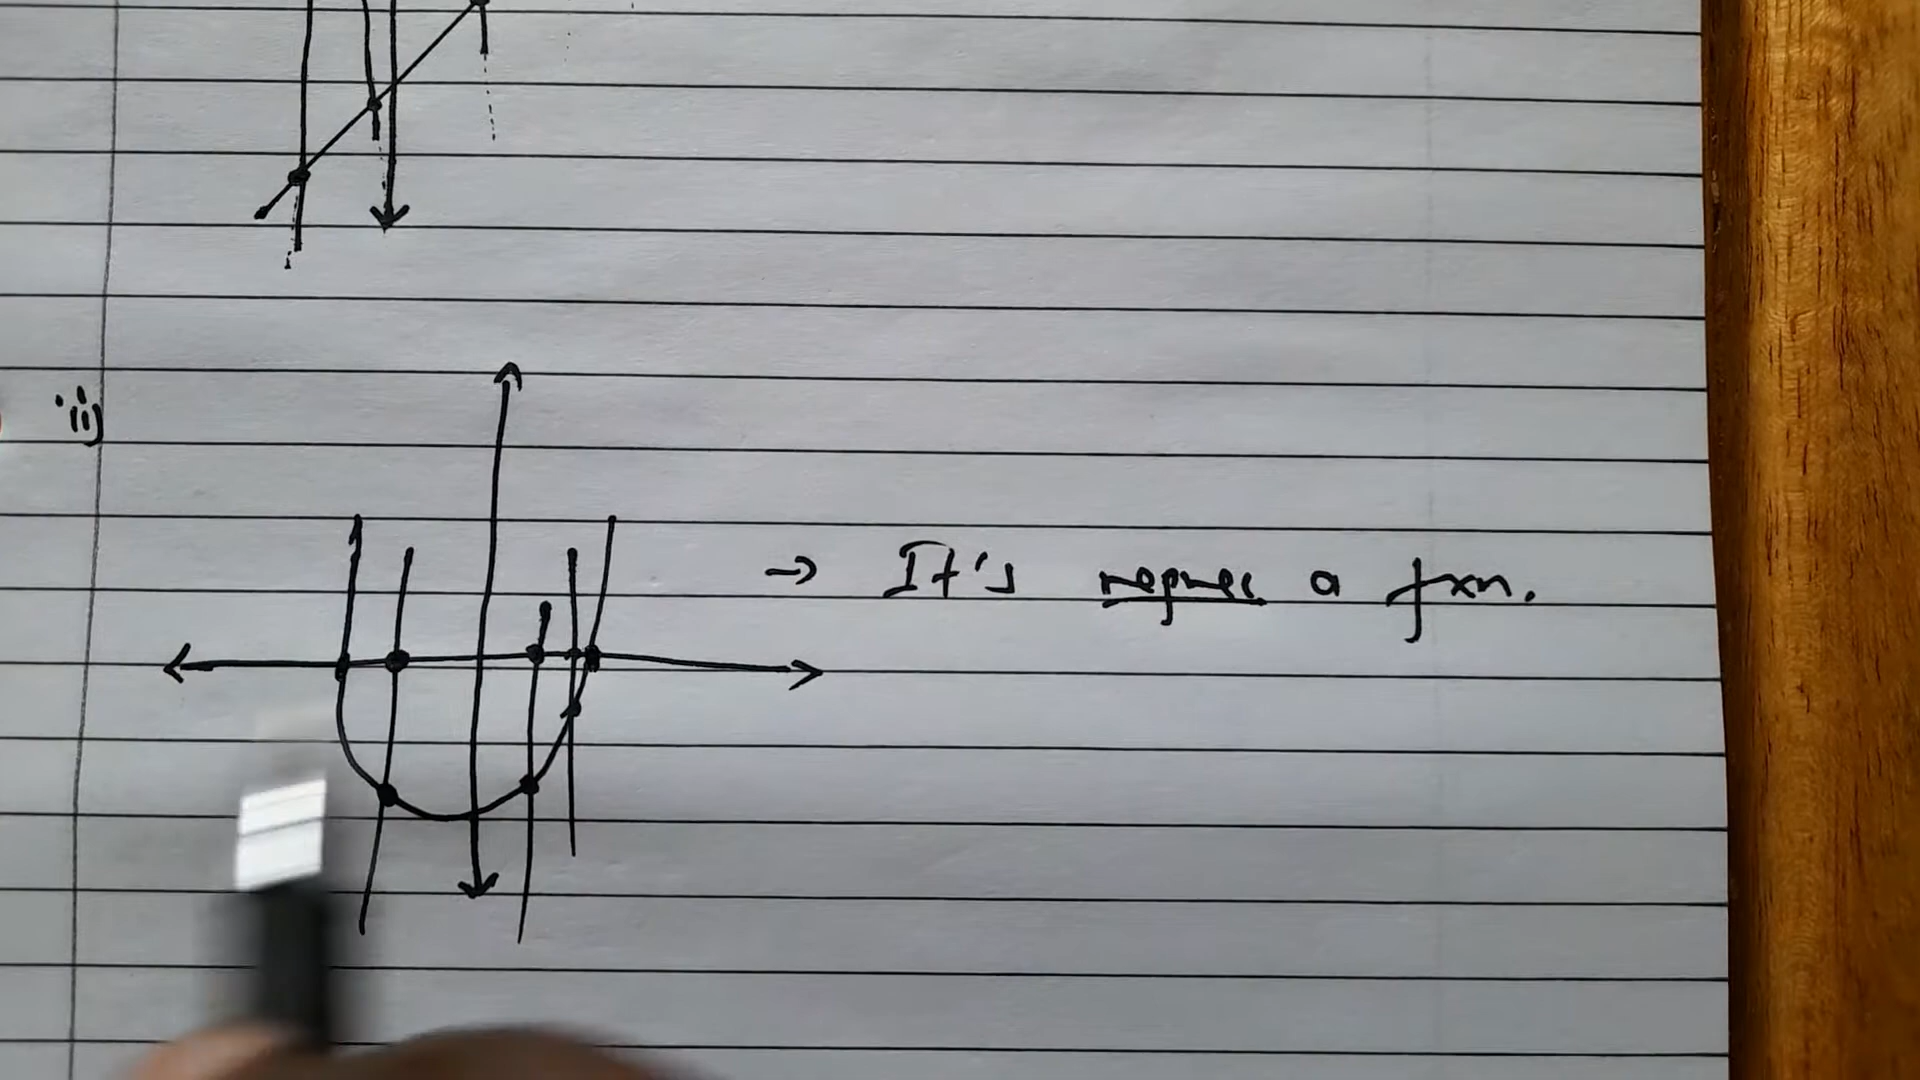 ii)
→ It's repres a fxn.